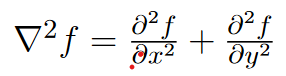 ∇²f = ∂²f/∂x² + ∂²f/∂y²